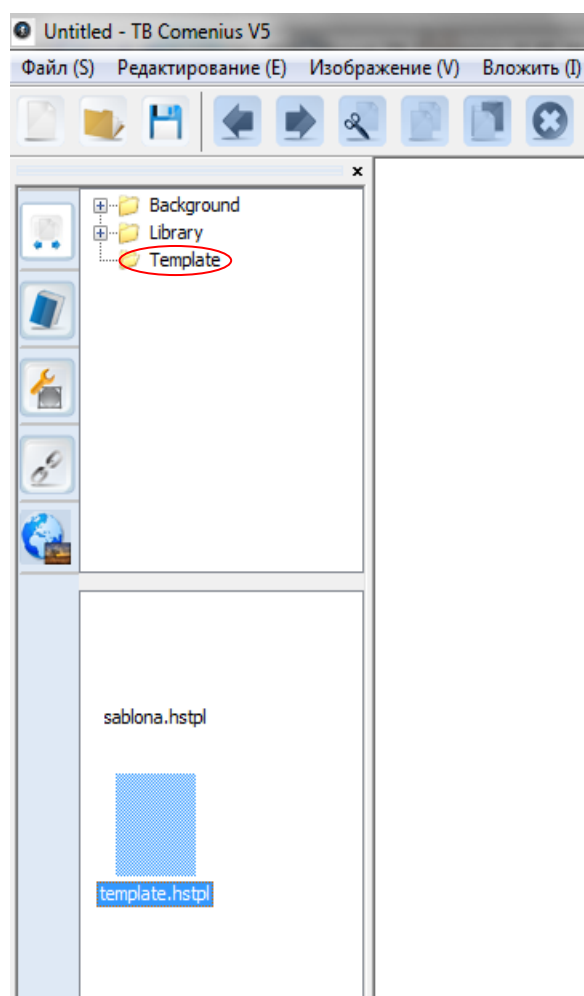 Untitled - TB Comenius V5
Файл (S) Редактирование (E) Изображение (V) Вложить (I)
x
Background
Library
Template
sablona.hstpl
template.hstpl